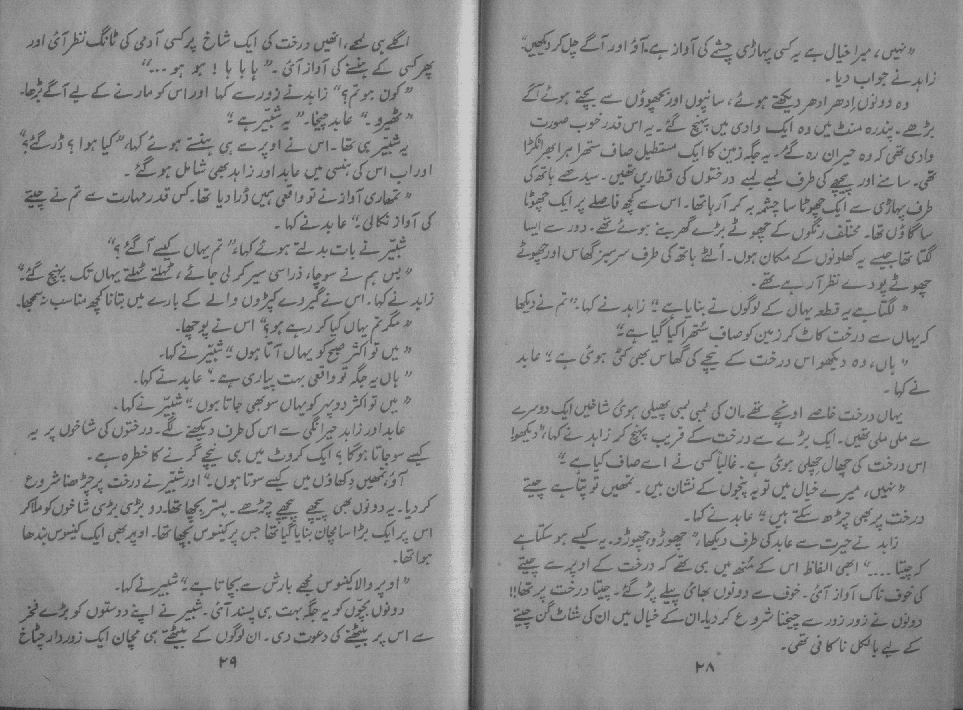 "نہیں، میرا خیال ہے یہ کسی پہاڑی چشمے کی آواز ہے۔ آؤ اور آگے چل کر دیکھیں"
زاہد نے جواب دیا۔
وہ دونوں اِدھر اُدھر دیکھتے ہوئے، سانپوں اور بچھوؤں سے بچتے ہوئے آگے
بڑھے۔ پندرہ منٹ میں وہ ایک وادی میں پہنچ گئے۔ یہ اس قدر خوب صورت
وادی تھی کہ وہ حیران رہ گئے۔ یہ جگہ زمین کا ایک مستطیل صاف ستھرا ہرا بھرا ٹکڑا
تھی۔ سامنے اور پیچھے کی طرف لمبے لمبے درختوں کی قطاریں تھیں۔ سیدھے ہاتھ کی
طرف پہاڑی سے ایک چھوٹا سا چشمہ بہہ کر آ رہا تھا۔ اس سے کچھ فاصلے پر ایک چھوٹا
سا گاؤں تھا۔ مختلف رنگوں کے چھوٹے بڑے گھر بنے ہوئے تھے۔ دور سے ایسا
لگتا تھا جیسے یہ کھلونوں کے مکان ہوں۔ اُلٹے ہاتھ کی طرف سرسبز گھاس اور چھوٹے
چھوٹے پودے نظر آ رہے تھے۔
"لگتا ہے یہ قطعہ یہاں کے لوگوں نے بنایا ہے۔" زاہد نے کہا۔ "تم نے دیکھا
کہ یہاں سے درخت کاٹ کر زمین کو صاف ستھرا کیا گیا ہے۔"
"ہاں، وہ دیکھو اس درخت کے نیچے کی گھاس بھی کٹی ہوئی ہے۔" عابد
نے کہا۔
یہاں درخت خاصے اونچے تھے۔ ان کی لمبی لمبی پھیلی ہوئی شاخیں ایک دوسرے
سے ملی ملی تھیں۔ ایک بڑے سے درخت کے قریب پہنچ کر زاہد نے کہا، "دیکھو!
اس درخت کی چھال چھلی ہوئی ہے۔ غالباً کسی نے اسے صاف کیا ہے۔"
"نہیں، میرے خیال میں تو یہ پنجوں کے نشان ہیں۔ تمھیں تو پتا ہے چیتے
درخت پر بھی چڑھ سکتے ہیں۔" عابد نے کہا۔
زاہد نے حیرت سے عابد کی طرف دیکھا، "چھوڑو، چھوڑو۔ یہ کیسے ہو سکتا ہے
کہ چیتا ...." ابھی الفاظ اس کے منھ میں ہی تھے کہ درخت کے اوپر سے چیتے
کی خوف ناک آواز آئی۔ خوف سے دونوں بھائی پیلے پڑ گئے۔ چیتا درخت پر تھا!!
دونوں نے زور زور سے چیخنا شروع کر دیا۔ ان کے خیال میں ان کی شاٹ گن چیتے
کے لیے بالکل ناکافی تھی۔
۲۸
اگلے ہی لمحے، انھیں درخت کی ایک شاخ پر کسی آدمی کی ٹانگ نظر آئی اور
پھر کسی کے ہنسنے کی آواز آئی۔ "ہا ہا ہا! ہو ہو ...."
"کون ہو تم؟" زاہد نے زور سے کہا اور اس کو مارنے کے لیے آگے بڑھا۔
"ٹھیرو۔" عابد چیخا۔ "یہ شبیّر ہے"
یہ شبیّر ہی تھا۔ اس نے اوپر سے ہی ہنستے ہوئے کہا، "کیا ہوا؟ ڈر گئے؟"
اور اب اس کی ہنسی میں عابد اور زاہد بھی شامل ہو گئے۔
"تمھاری آواز نے تو واقعی ہمیں ڈرا دیا تھا۔ کس قدر مہارت سے تم نے چیتے
کی آواز نکالی۔" عابد نے کہا۔
شبیّر نے بات بدلتے ہوئے کہا، "تم یہاں کیسے آ گئے؟"
"بس ہم نے سوچا، ذرا سی سیر کر لی جائے، ٹہلتے ٹہلتے یہاں تک پہنچ گئے۔"
زاہد نے کہا۔ اس نے گیروے کپڑوں والے کے بارے میں بتانا کچھ مناسب نہ سمجھا۔
"مگر تم یہاں کیا کر رہے ہو؟" اس نے پوچھا۔
"میں تو اکثر صبح کو یہاں آتا ہوں۔" شبیّر نے کہا۔
"ہاں یہ جگہ تو واقعی بہت پیاری ہے۔" عابد نے کہا۔
"میں تو اکثر دوپہر کو یہاں سو بھی جاتا ہوں۔" شبیّر نے کہا۔
عابد اور زاہد حیرانگی سے اس کی طرف دیکھنے لگے۔ درختوں کی شاخوں پر یہ
کیسے سو جاتا ہوگا؟ ایک کروٹ میں ہی نیچے گرنے کا خطرہ ہے۔
آؤ، تمھیں دکھاؤں میں کیسے سوتا ہوں۔" اور شبیّر نے درخت پر چڑھنا شروع
کر دیا۔ یہ دونوں بھی پیچھے پیچھے چڑھے۔ بستر بچھا تھا۔ دو بڑی بڑی شاخوں کو ملا کر
اس پر ایک بڑا سا مچان بنایا گیا تھا جس پر کینوس بچھا تھا۔ اوپر بھی ایک کینوس بندھا
ہوا تھا۔
"اوپر والا کینوس مجھے بارش سے بچاتا ہے۔" شبیّر نے کہا۔
دونوں بچّوں کو یہ جگہ بہت ہی پسند آئی۔ شبیر نے اپنے دوستوں کو بڑے فخر
سے اس پر بیٹھنے کی دعوت دی۔ ان لوگوں کے بیٹھتے ہی مچان ایک زوردار چٹاخ
۲۹